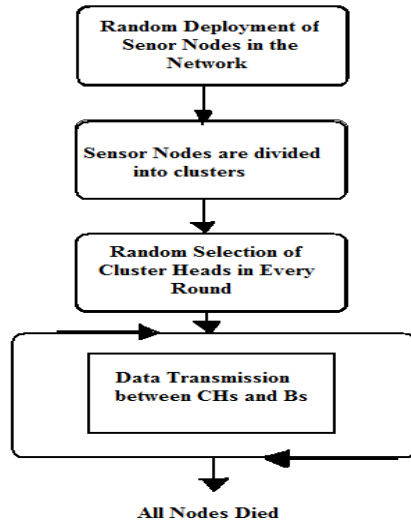 Random Deployment of
Senor Nodes in the
Network
Sensor Nodes are divided
into clusters
Random Selection of
Cluster Heads in Every
Round
Data Transmission
between CHs and Bs
All Nodes Died